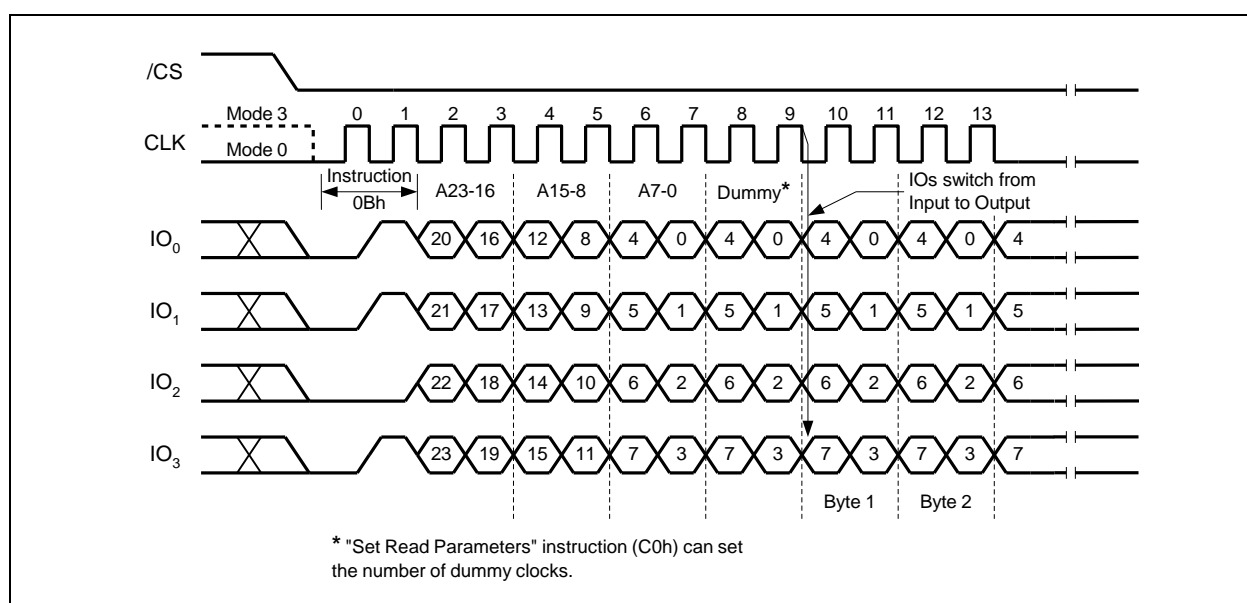 /CS
Mode 3 0 1 2 3 4 5 6 7 8 9 10 11 12 13
CLK
Mode 0
Instruction
0Bh
A23-16 A15-8 A7-0 Dummy*
IOs switch from
Input to Output
IO0 20 16 12 8 4 0 4 0 4 0 4 0 4
IO1 21 17 13 9 5 1 5 1 5 1 5 1 5
IO2 22 18 14 10 6 2 6 2 6 2 6 2 6
IO3 23 19 15 11 7 3 7 3 7 3 7 3 7
Byte 1 Byte 2
* "Set Read Parameters" instruction (C0h) can set
the number of dummy clocks.